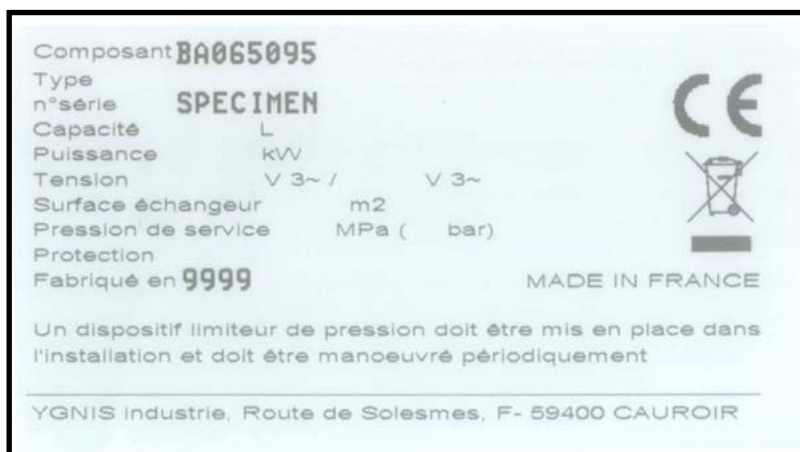 Composant BA065095
Type
n°série SPECIMEN
Capacité L
Puissance kW
Tension V 3~ / V 3~
Surface échangeur m2
Pression de service MPa ( bar)
Protection
Fabriqué en 9999
CE
MADE IN FRANCE
Un dispositif limiteur de pression doit être mis en place dans
l'installation et doit être manoeuvré périodiquement
YGNIS industrie, Route de Solesmes, F- 59400 CAUROIR